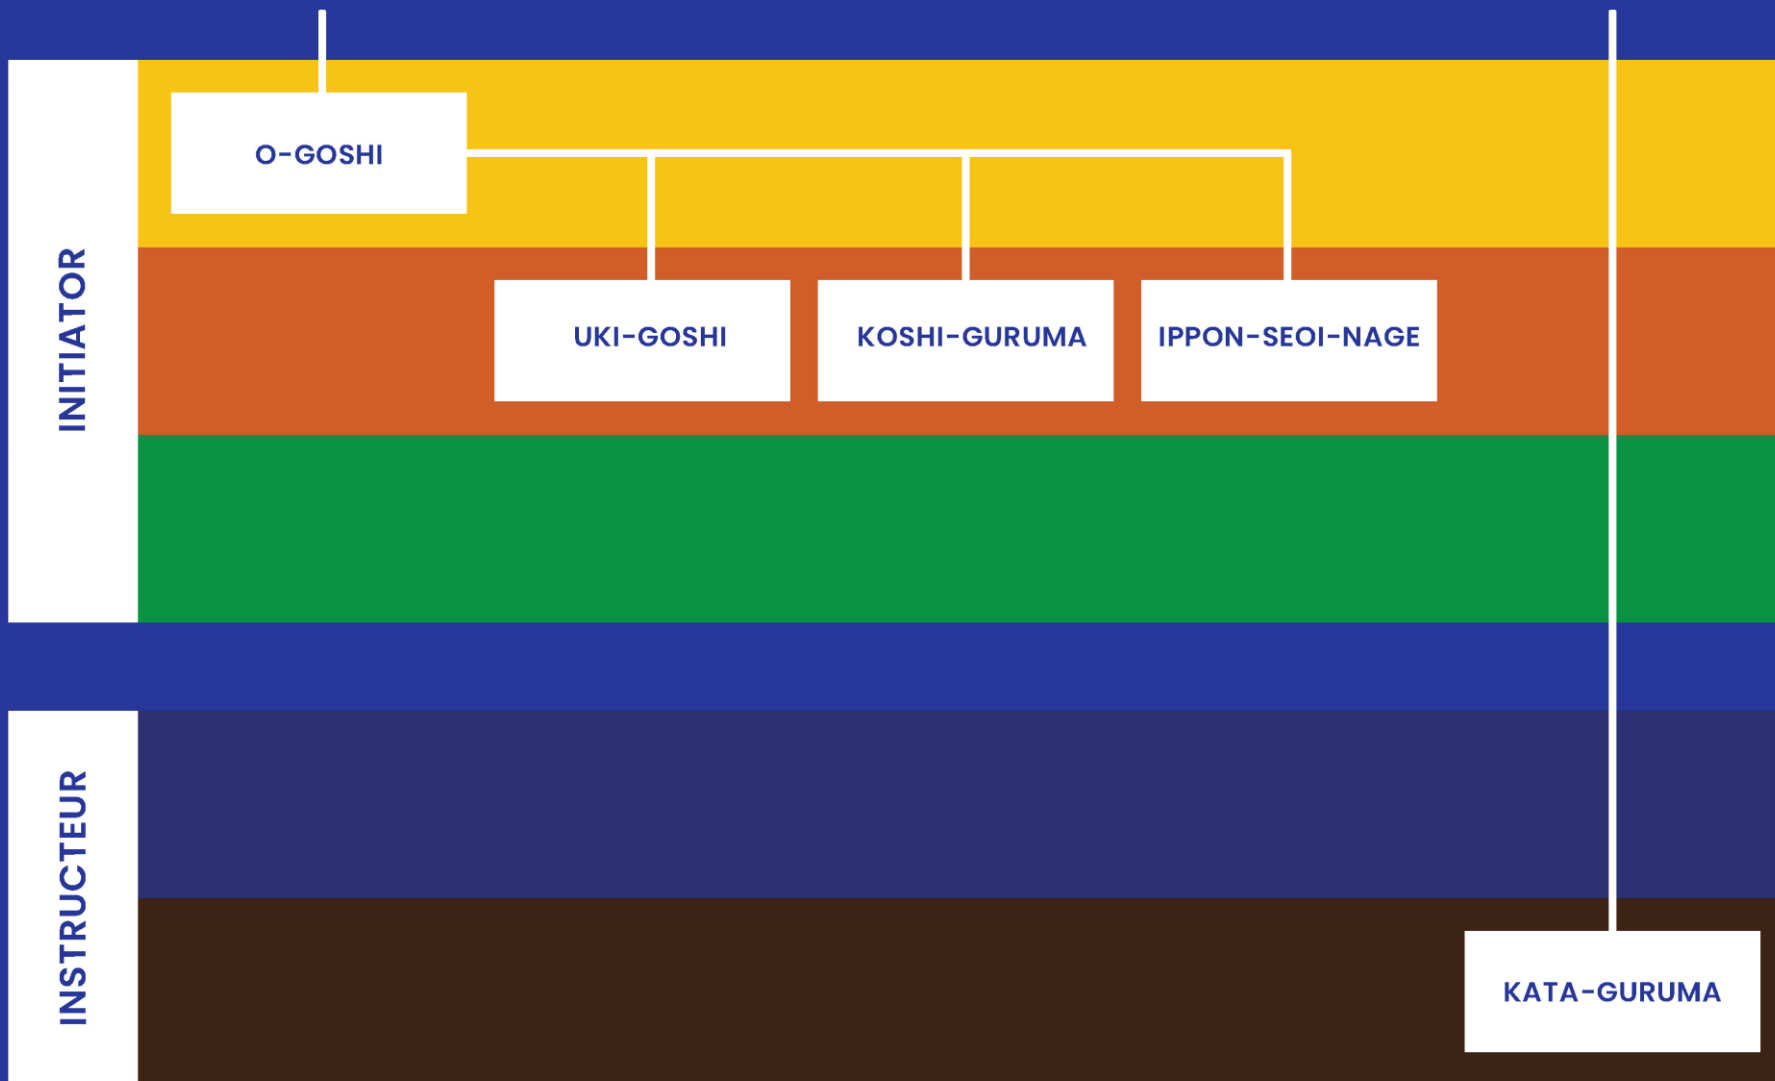 INITIATOR
O-GOSHI
UKI-GOSHI
KOSHI-GURUMA
IPPON-SEOI-NAGE
INSTRUCTEUR
KATA-GURUMA